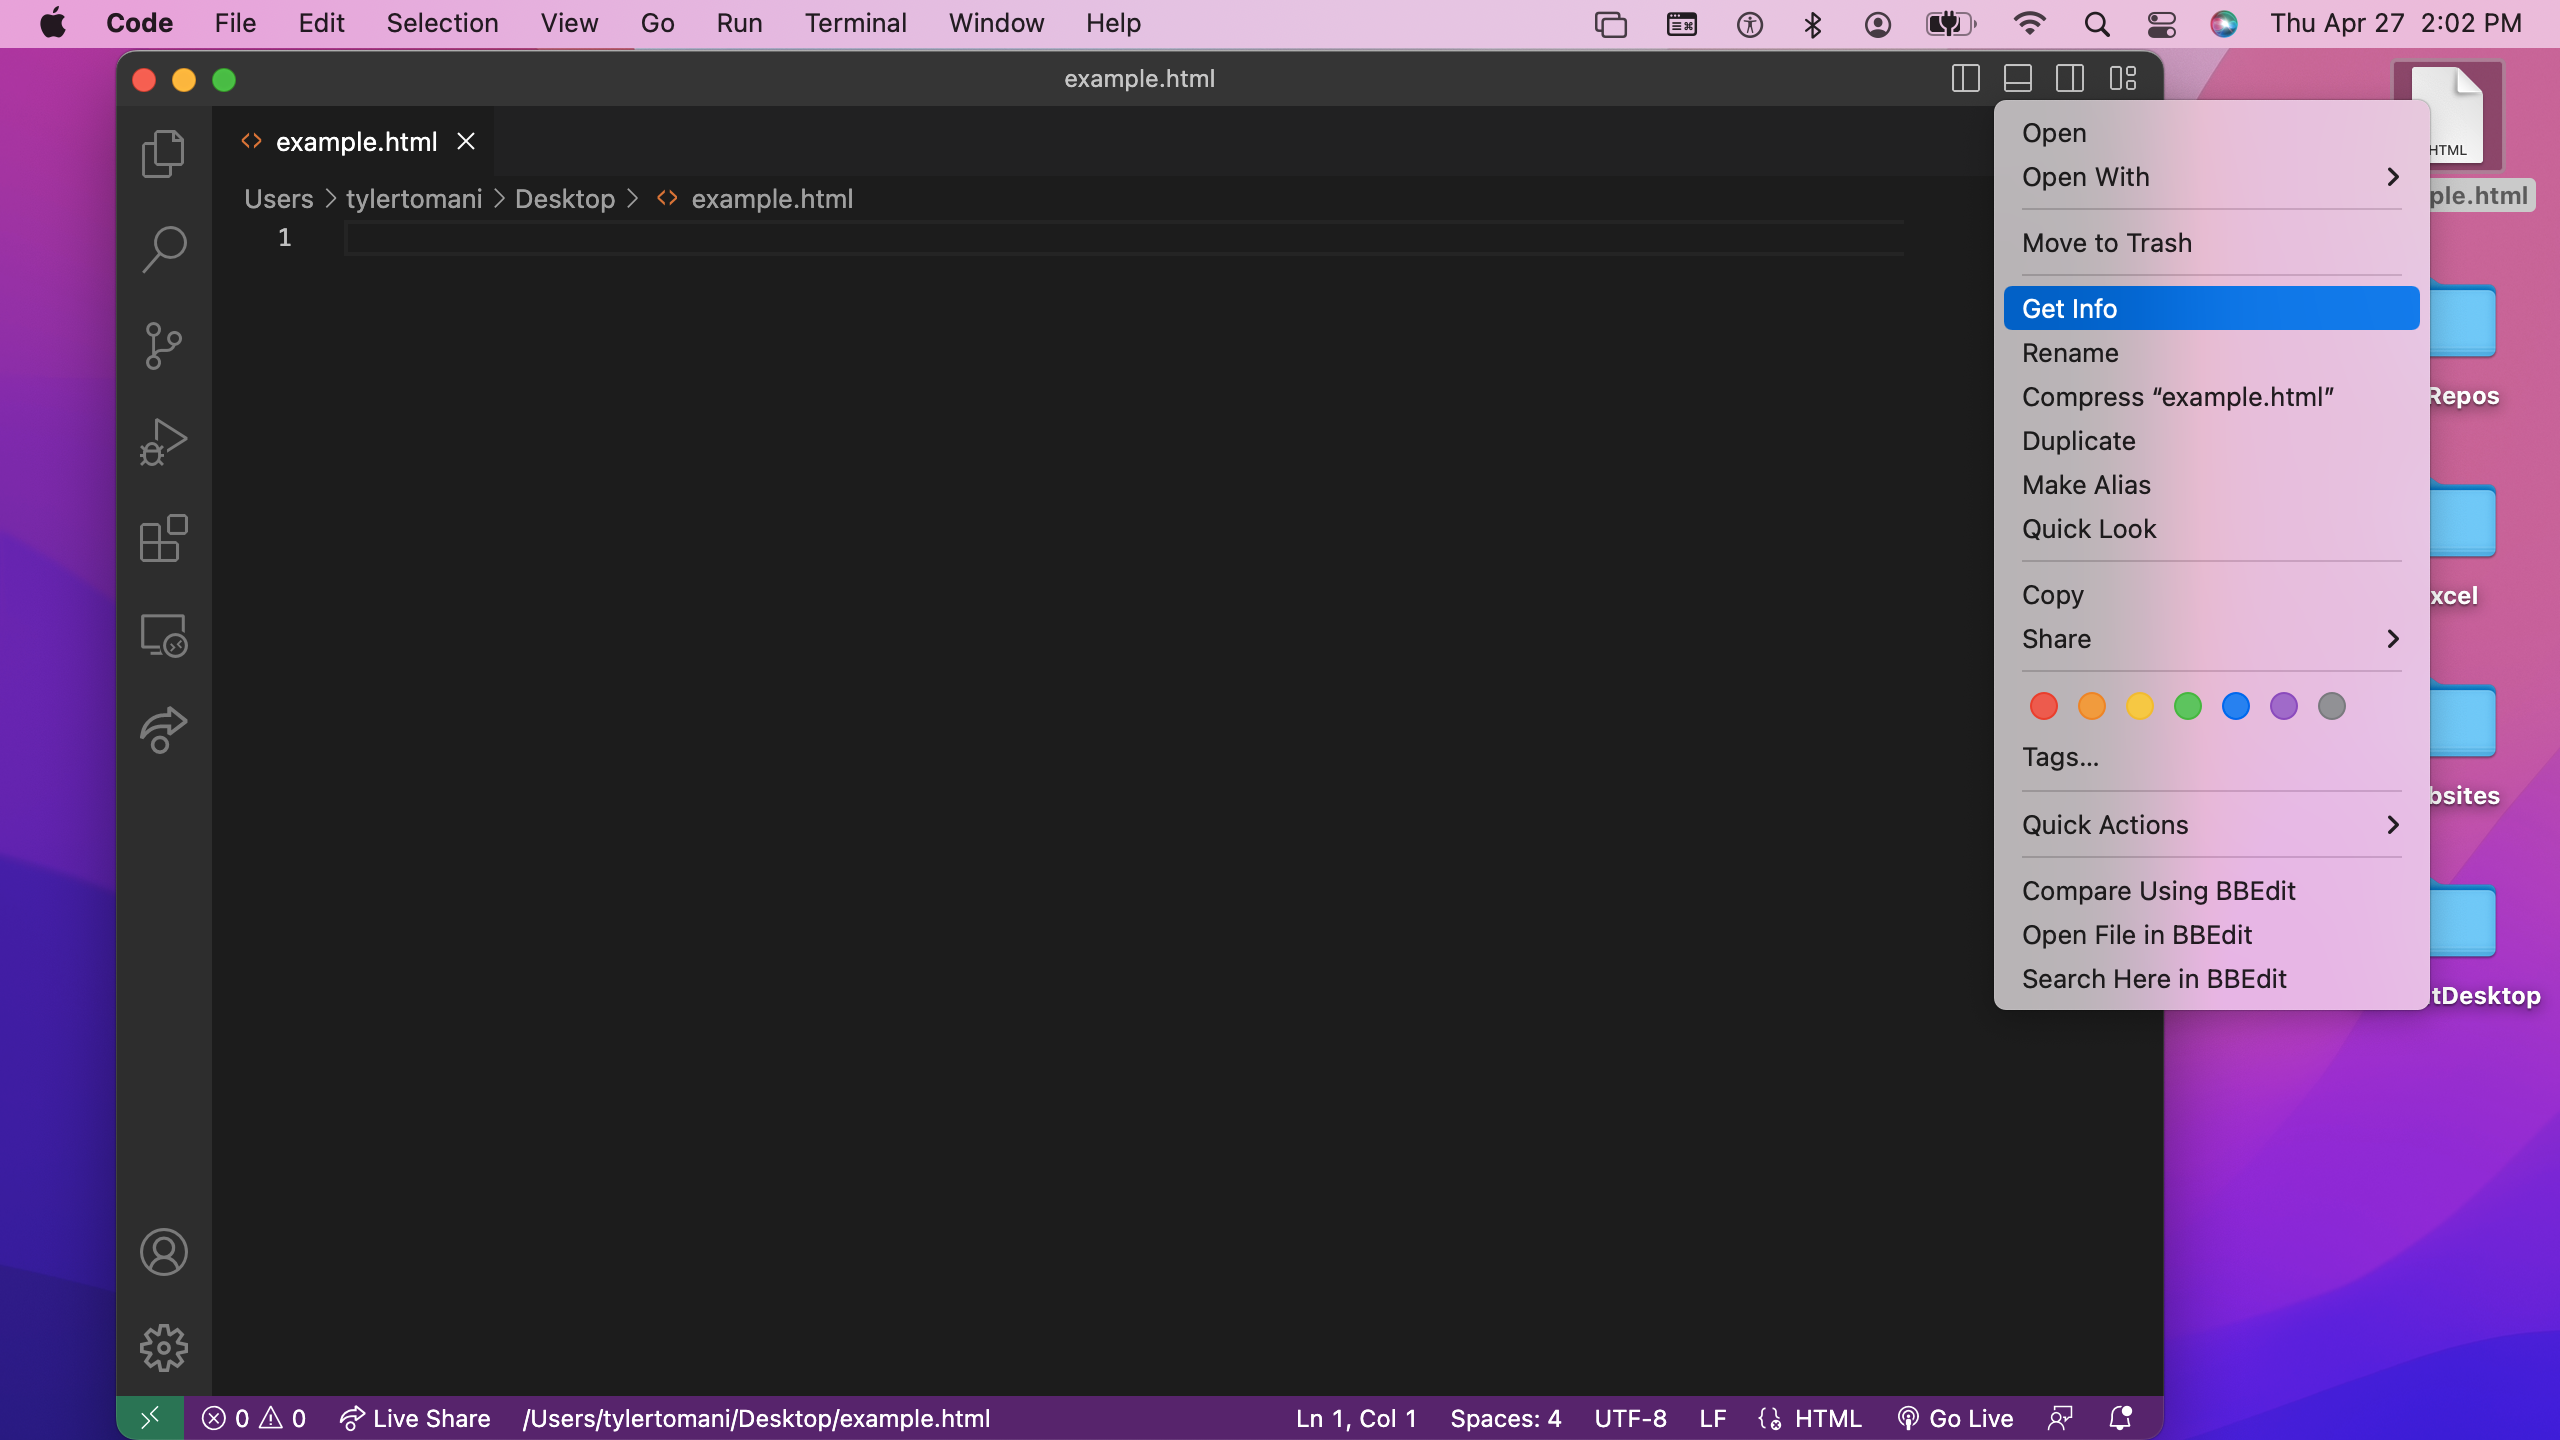 Code File Edit Selection View Go Run Terminal Window Help Thu Apr 27 2:02 PM
example.html
example.html
Users > tylertomani > Desktop > <> example.html
1
Open
Open With
Move to Trash
Get Info
Rename
Compress “example.html”
Duplicate
Make Alias
Quick Look
Copy
Share
Tags...
Quick Actions
Compare Using BBEdit
Open File in BBEdit
Search Here in BBEdit
HTML
ple.html
Repos
xcel
bsites
tDesktop
0 0 Live Share /Users/tylertomani/Desktop/example.html Ln 1, Col 1 Spaces: 4 UTF-8 LF HTML Go Live